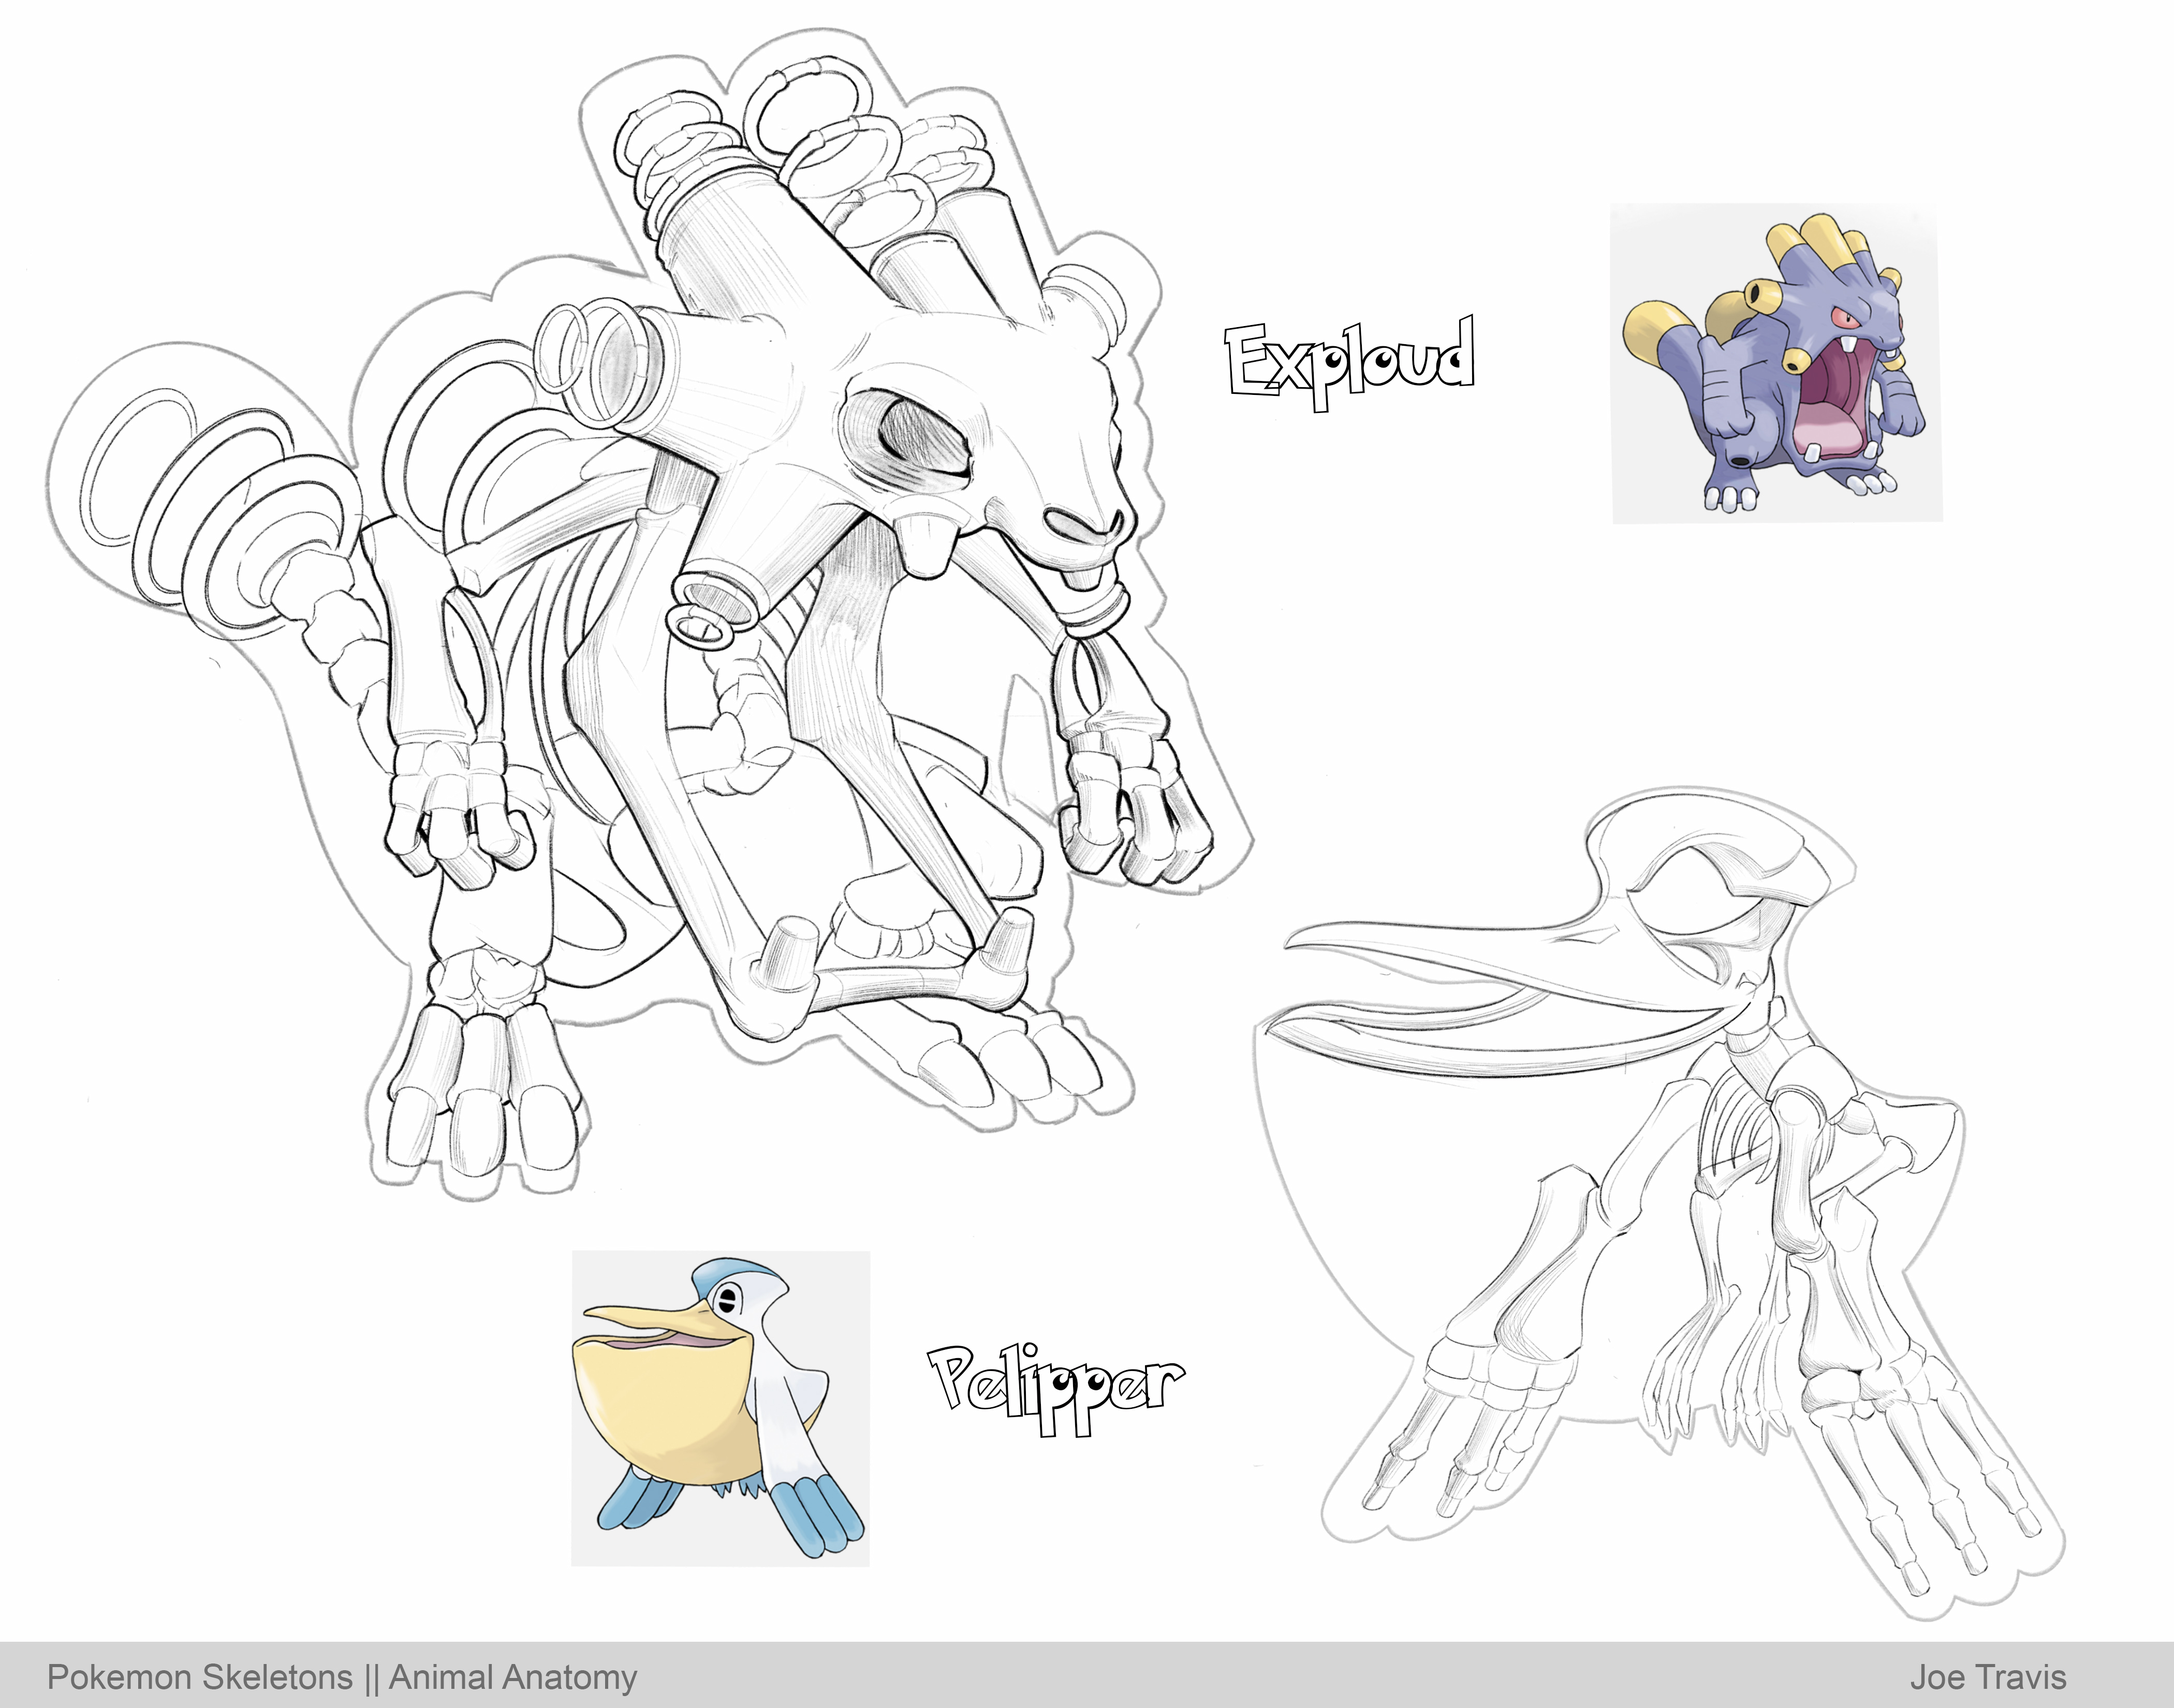 Exploud
Pelipper
Pokemon Skeletons || Animal Anatomy
Joe Travis